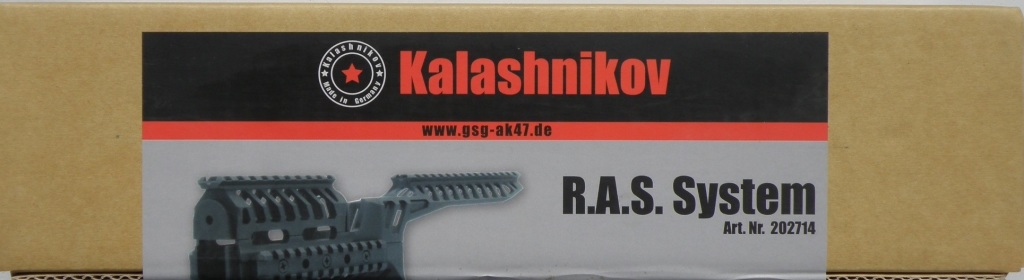 Kalashnikov
Made in Germany
Kalashnikov
www.gsg-ak47.de
R.A.S. System
Art. Nr. 202714